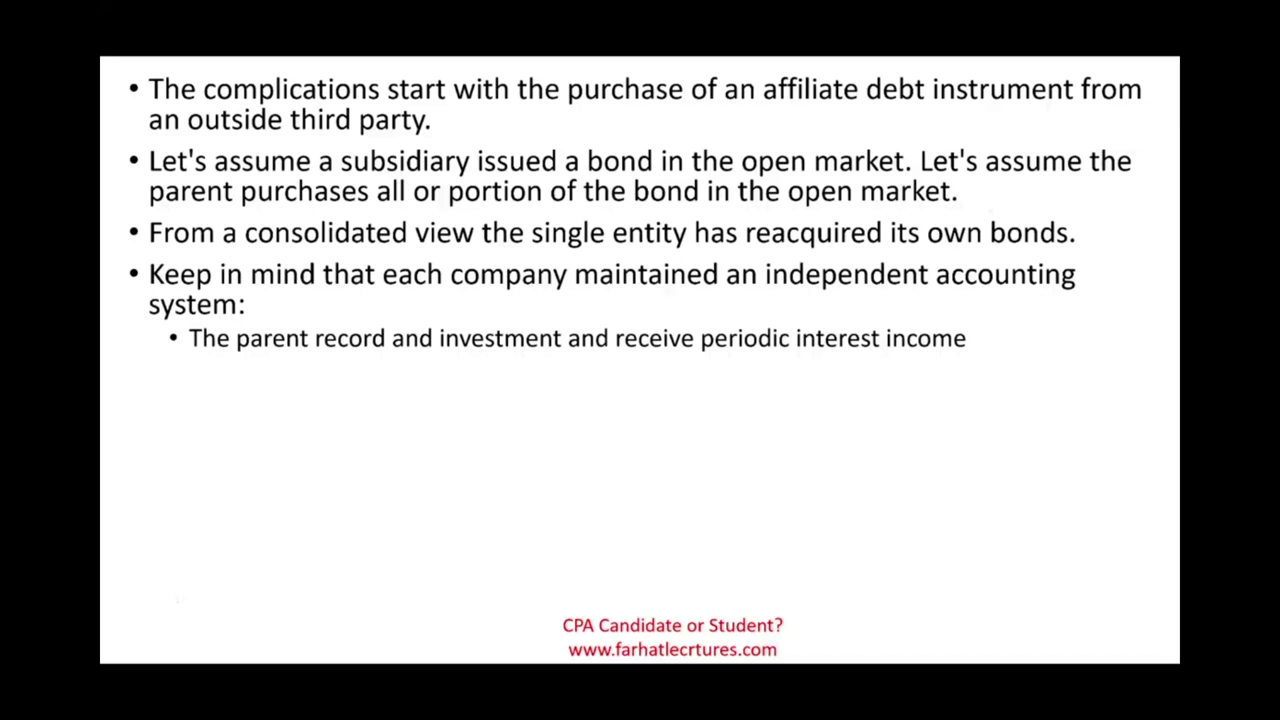 • The complications start with the purchase of an affiliate debt instrument from
an outside third party.
• Let's assume a subsidiary issued a bond in the open market. Let's assume the
parent purchases all or portion of the bond in the open market.
• From a consolidated view the single entity has reacquired its own bonds.
• Keep in mind that each company maintained an independent accounting
system:
• The parent record and investment and receive periodic interest income
CPA Candidate or Student?
www.farhatlecrtures.com